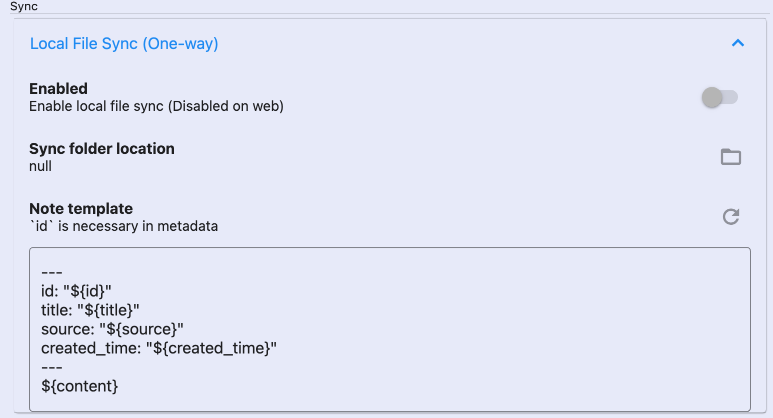 Sync
Local File Sync (One-way)
Enabled
Enable local file sync (Disabled on web)
Sync folder location
null
Note template
`id` is necessary in metadata
---
id: "${id}"
title: "${title}"
source: "${source}"
created_time: "${created_time}"
---
${content}